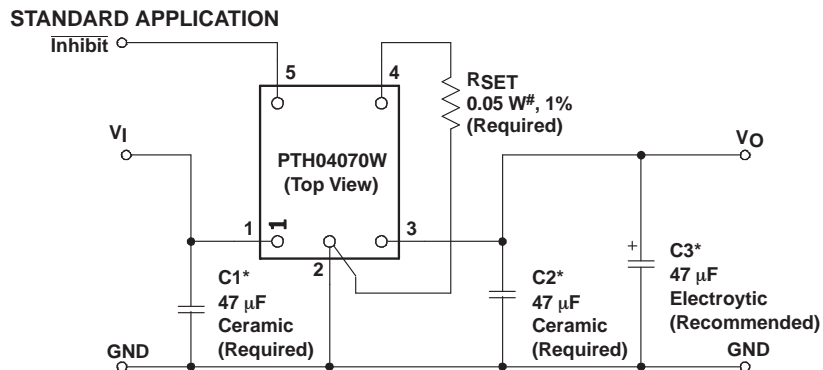 STANDARD APPLICATION
Inhibit
5
4
RSET
0.05 W#, 1%
(Required)
VI
PTH04070W
(Top View)
VO
1
1
3
2
C1*
47 μF
Ceramic
(Required)
C2*
47 μF
Ceramic
(Required)
+
C3*
47 μF
Electroytic
(Recommended)
GND
GND